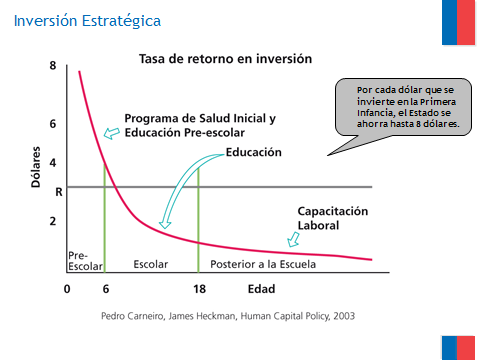 Inversión Estratégica
Tasa de retorno en inversión
Por cada dólar que se
invierte en la Primera
Infancia, el Estado se
ahorra hasta 8 dólares.
Programa de Salud Inicial y
Educación Pre-escolar
Educación
Capacitación
Laboral
Dólares
8
6
4
R
2
Pre-
Escolar
Escolar
Posterior a la Escuela
0 6 18 Edad
Pedro Carneiro, James Heckman, Human Capital Policy, 2003